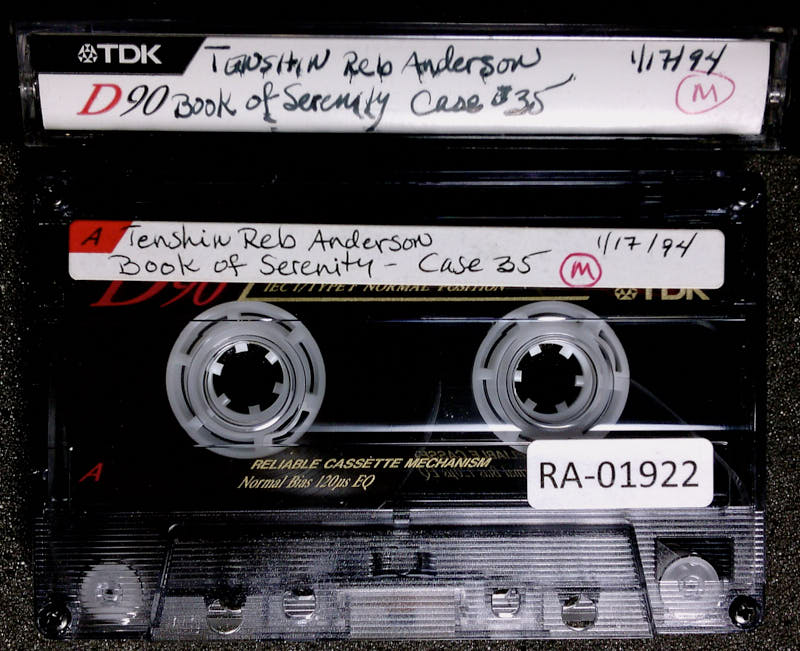 TDK Tenshin Reb Anderson 1/17/94
D90 Book of Serenity Case #35 M
A Tenshin Reb Anderson 1/17/94
Book of Serenity - Case 35 M
D90 IEC I/TYPE I NORMAL POSITION TDK
RELIABLE CASSETTE MECHANISM
A Normal Bias 120µs EQ
RA-01922